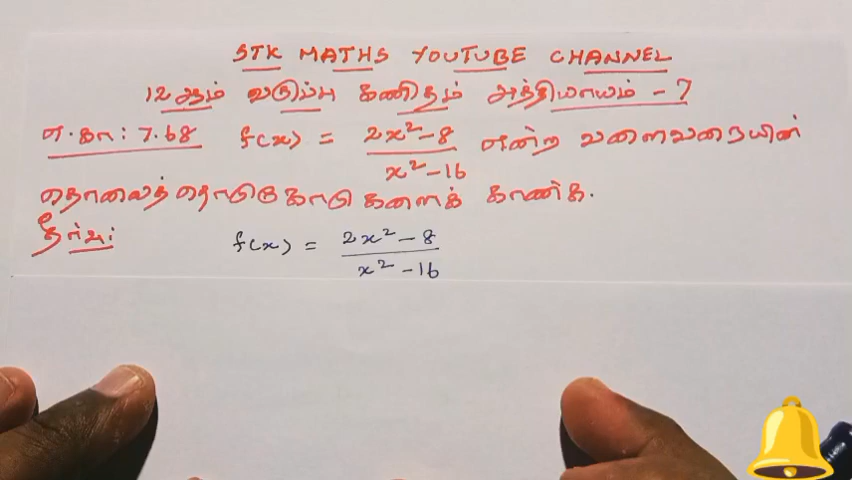 STK MATHS YOUTUBE CHANNEL
12ஆம் வகுப்பு கணிதம் அத்தியாயம் - 7
எ.கா: 7.68 f(x) = (2x² - 8)/(x² - 16) என்ற வளைவரையின்
தொலைத் தொடுகோடுகளைக் காண்க.
தீர்வு: f(x) = (2x² - 8)/(x² - 16)